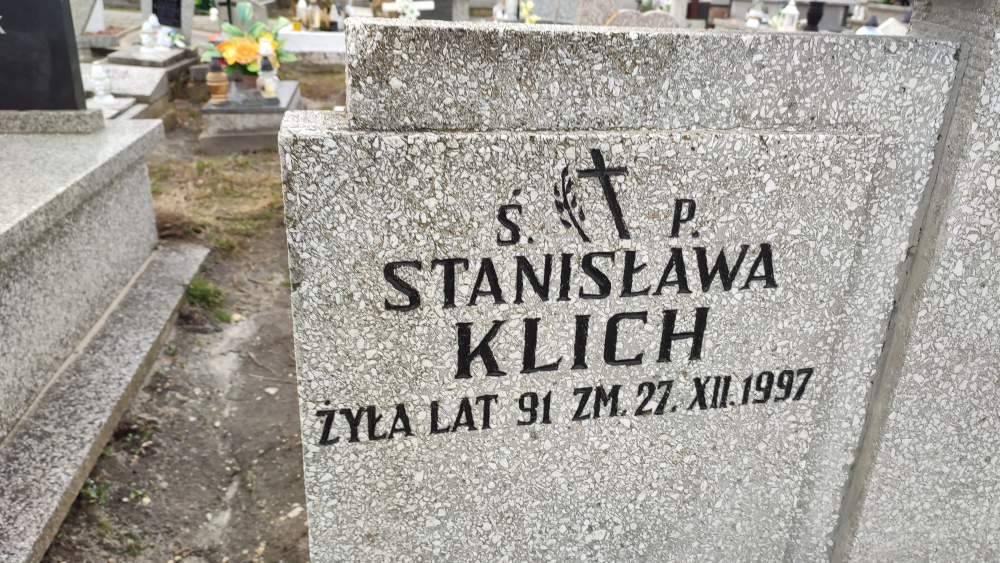 Ś. P.
STANISŁAWA
KLICH
ŻYŁA LAT 91 ZM. 27. XII. 1997